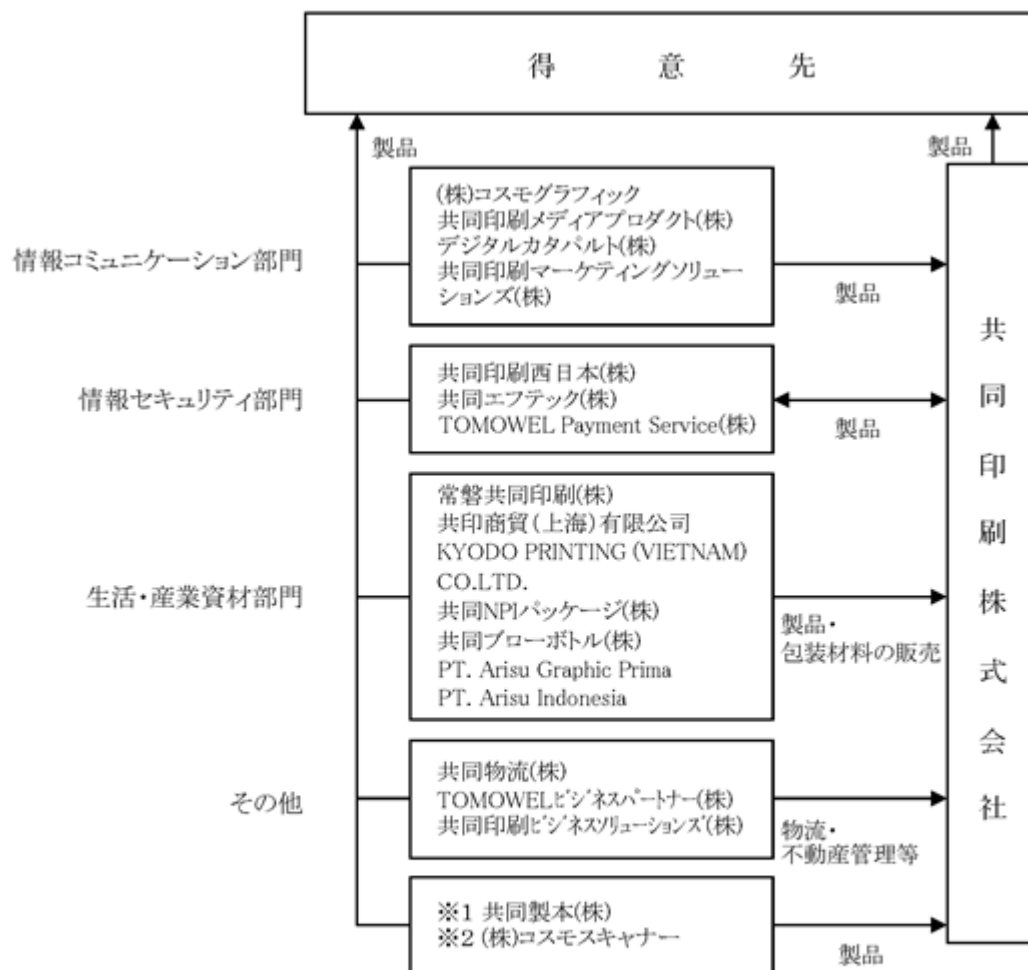 得意先
製品
製品
情報コミュニケーション部門
(株)コスモグラフィック
共同印刷メディアプロダクト(株)
デジタルカタパルト(株)
共同印刷マーケティングソリュー
ションズ(株)
製品
情報セキュリティ部門
共同印刷西日本(株)
共同エフテック(株)
TOMOWEL Payment Service(株)
製品
生活・産業資材部門
常磐共同印刷(株)
共印商貿(上海)有限公司
KYODO PRINTING (VIETNAM)
CO.LTD.
共同NPIパッケージ(株)
共同ブローボトル(株)
PT. Arisu Graphic Prima
PT. Arisu Indonesia
製品・
包装材料の販売
その他
共同物流(株)
TOMOWELビジネスパートナー(株)
共同印刷ビジネスソリューションズ(株)
物流・
不動産管理等
※1 共同製本(株)
※2 (株)コスモスキャナー
製品
共同印刷株式会社